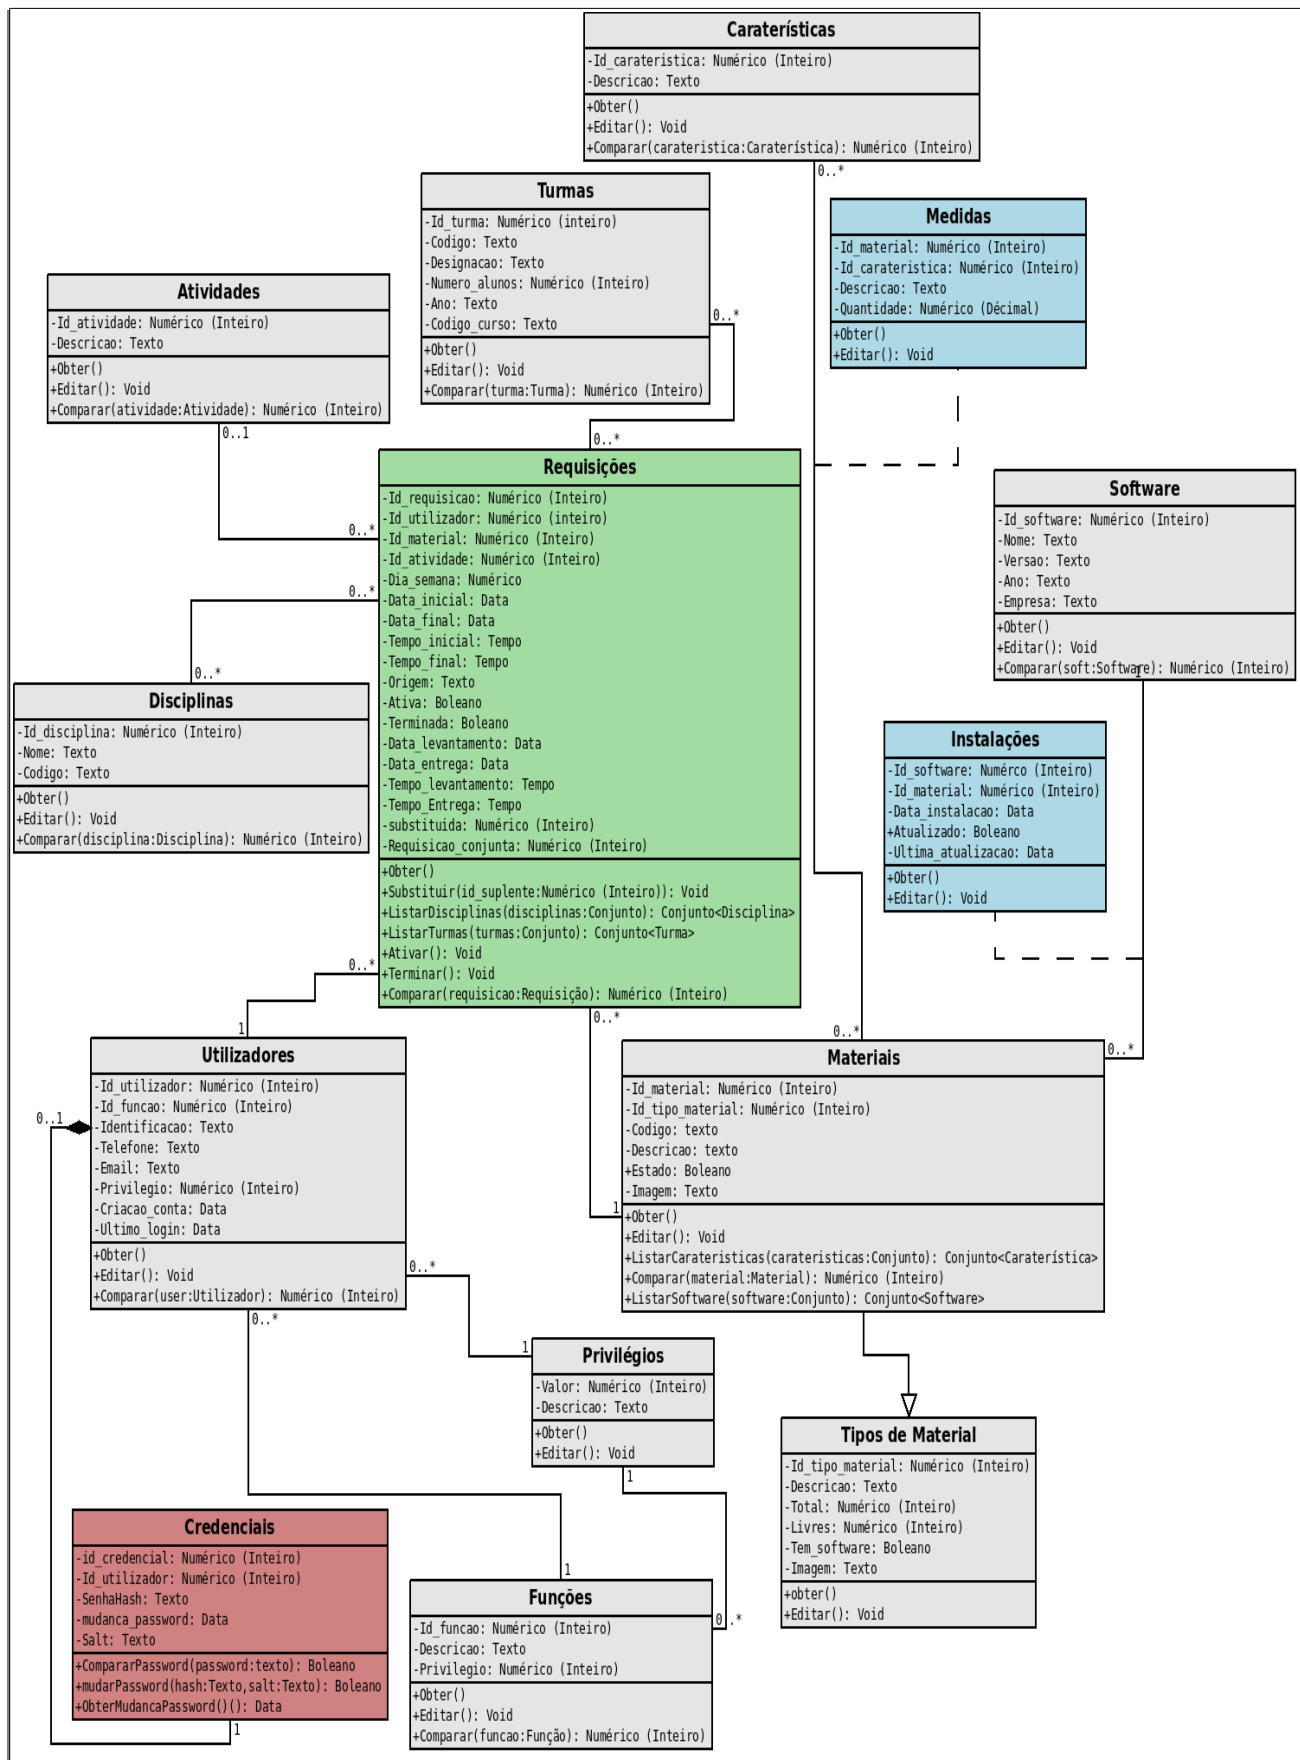 Caraterísticas
-Id_carateristica: Numérico (Inteiro)
-Descricao: Texto
+Obter()
+Editar(): Void
+Comparar(carateristica:Caraterística): Numérico (Inteiro)
0..*
Turmas
-Id_turma: Numérico (inteiro)
-Codigo: Texto
-Designacao: Texto
-Numero_alunos: Numérico (Inteiro)
-Ano: Texto
-Codigo_curso: Texto
+Obter()
+Editar(): Void
+Comparar(turma:Turma): Numérico (Inteiro)
0..*
0..*
Medidas
-Id_material: Numérico (Inteiro)
-Id_carateristica: Numérico (Inteiro)
-Descricao: Texto
-Quantidade: Numérico (Décimal)
+Obter()
+Editar(): Void
Atividades
-Id_atividade: Numérico (Inteiro)
-Descricao: Texto
+Obter()
+Editar(): Void
+Comparar(atividade:Atividade): Numérico (Inteiro)
0..1
0..*
Requisições
-Id_requisicao: Numérico (Inteiro)
-Id_utilizador: Numérico (inteiro)
-Id_material: Numérico (Inteiro)
-Id_atividade: Numérico (Inteiro)
-Dia_semana: Numérico
-Data_inicial: Data
-Data_final: Data
-Tempo_inicial: Tempo
-Tempo_final: Tempo
-Origem: Texto
-Ativa: Boleano
-Terminada: Boleano
-Data_levantamento: Data
-Data_entrega: Data
-Tempo_levantamento: Tempo
-Tempo_Entrega: Tempo
-substituida: Numérico (Inteiro)
-Requisicao_conjunta: Numérico (Inteiro)
+Obter()
+Substituir(id_suplente:Numérico (Inteiro)): Void
+ListarDisciplinas(disciplinas:Conjunto): Conjunto<Disciplina>
+ListarTurmas(turmas:Conjunto): Conjunto<Turma>
+Ativar(): Void
+Terminar(): Void
+Comparar(requisicao:Requisição): Numérico (Inteiro)
Software
-Id_software: Numérico (Inteiro)
-Nome: Texto
-Versao: Texto
-Ano: Texto
-Empresa: Texto
+Obter()
+Editar(): Void
+Comparar(soft:Software): Numérico (Inteiro)
1
0..*
0..*
Disciplinas
-Id_disciplina: Numérico (Inteiro)
-Nome: Texto
-Codigo: Texto
+Obter()
+Editar(): Void
+Comparar(disciplina:Disciplina): Numérico (Inteiro)
Instalações
-Id_software: Numérco (Inteiro)
-Id_material: Numérico (Inteiro)
-Data_instalacao: Data
+Atualizado: Boleano
-Ultima_atualizacao: Data
+Obter()
+Editar(): Void
0..*
1
0..*
0..*
0..*
Utilizadores
-Id_utilizador: Numérico (Inteiro)
-Id_funcao: Numérico (Inteiro)
-Identificacao: Texto
-Telefone: Texto
-Email: Texto
-Privilegio: Numérico (Inteiro)
-Criacao_conta: Data
-Ultimo_login: Data
+Obter()
+Editar(): Void
+Comparar(user:Utilizador): Numérico (Inteiro)
0..1
0..*
0..*
Materiais
-Id_material: Numérico (Inteiro)
-Id_tipo_material: Numérico (Inteiro)
-Codigo: texto
-Descricao: texto
+Estado: Boleano
-Imagem: Texto
+Obter()
+Editar(): Void
+ListarCarateristicas(carateristicas:Conjunto): Conjunto<Caraterística>
+Comparar(material:Material): Numérico (Inteiro)
+ListarSoftware(software:Conjunto): Conjunto<Software>
1
1
Privilégios
-Valor: Numérico (Inteiro)
-Descricao: Texto
+Obter()
+Editar(): Void
1
Tipos de Material
-Id_tipo_material: Numérico (Inteiro)
-Descricao: Texto
-Total: Numérico (Inteiro)
-Livres: Numérico (Inteiro)
-Tem_software: Boleano
-Imagem: Texto
+obter()
+Editar(): Void
Credenciais
-id_credencial: Numérico (Inteiro)
-Id_utilizador: Numérico (Inteiro)
-SenhaHash: Texto
-mudanca_password: Data
-Salt: Texto
+CompararPassword(password:texto): Boleano
+mudarPassword(hash:Texto,salt:Texto): Boleano
+ObterMudancaPassword()(): Data
1
1
Funções
-Id_funcao: Numérico (Inteiro)
-Descricao: Texto
-Privilegio: Numérico (Inteiro)
+Obter()
+Editar(): Void
+Comparar(funcao:Função): Numérico (Inteiro)
0..*